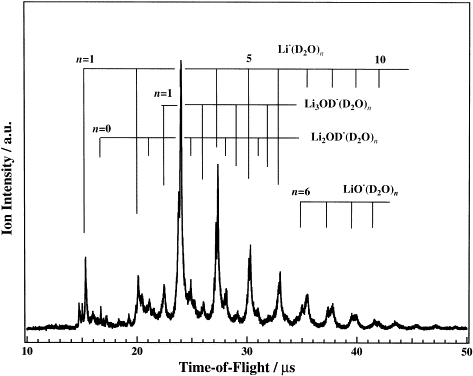 n=1 5 Li⁻(D₂O)ₙ 10
n=1 Li₃OD⁻(D₂O)ₙ
n=0 Li₂OD⁻(D₂O)ₙ
n=6 LiO⁻(D₂O)ₙ
Ion Intensity / a.u.
10 20 30 40 50
Time-of-Flight / μs